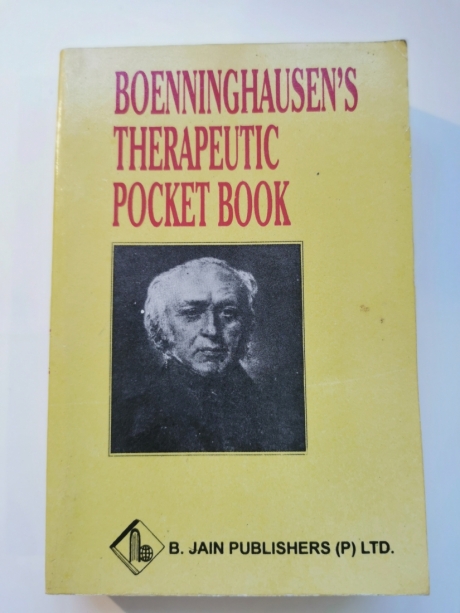 BOENNINGHAUSEN'S
THERAPEUTIC
POCKET BOOK
B. JAIN PUBLISHERS (P) LTD.